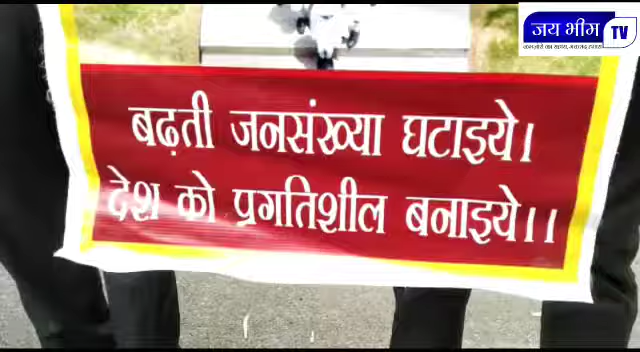 जय भीम
TV
बढ़ती जनसंख्या घटाइये।
देश को प्रगतिशील बनाइये।।